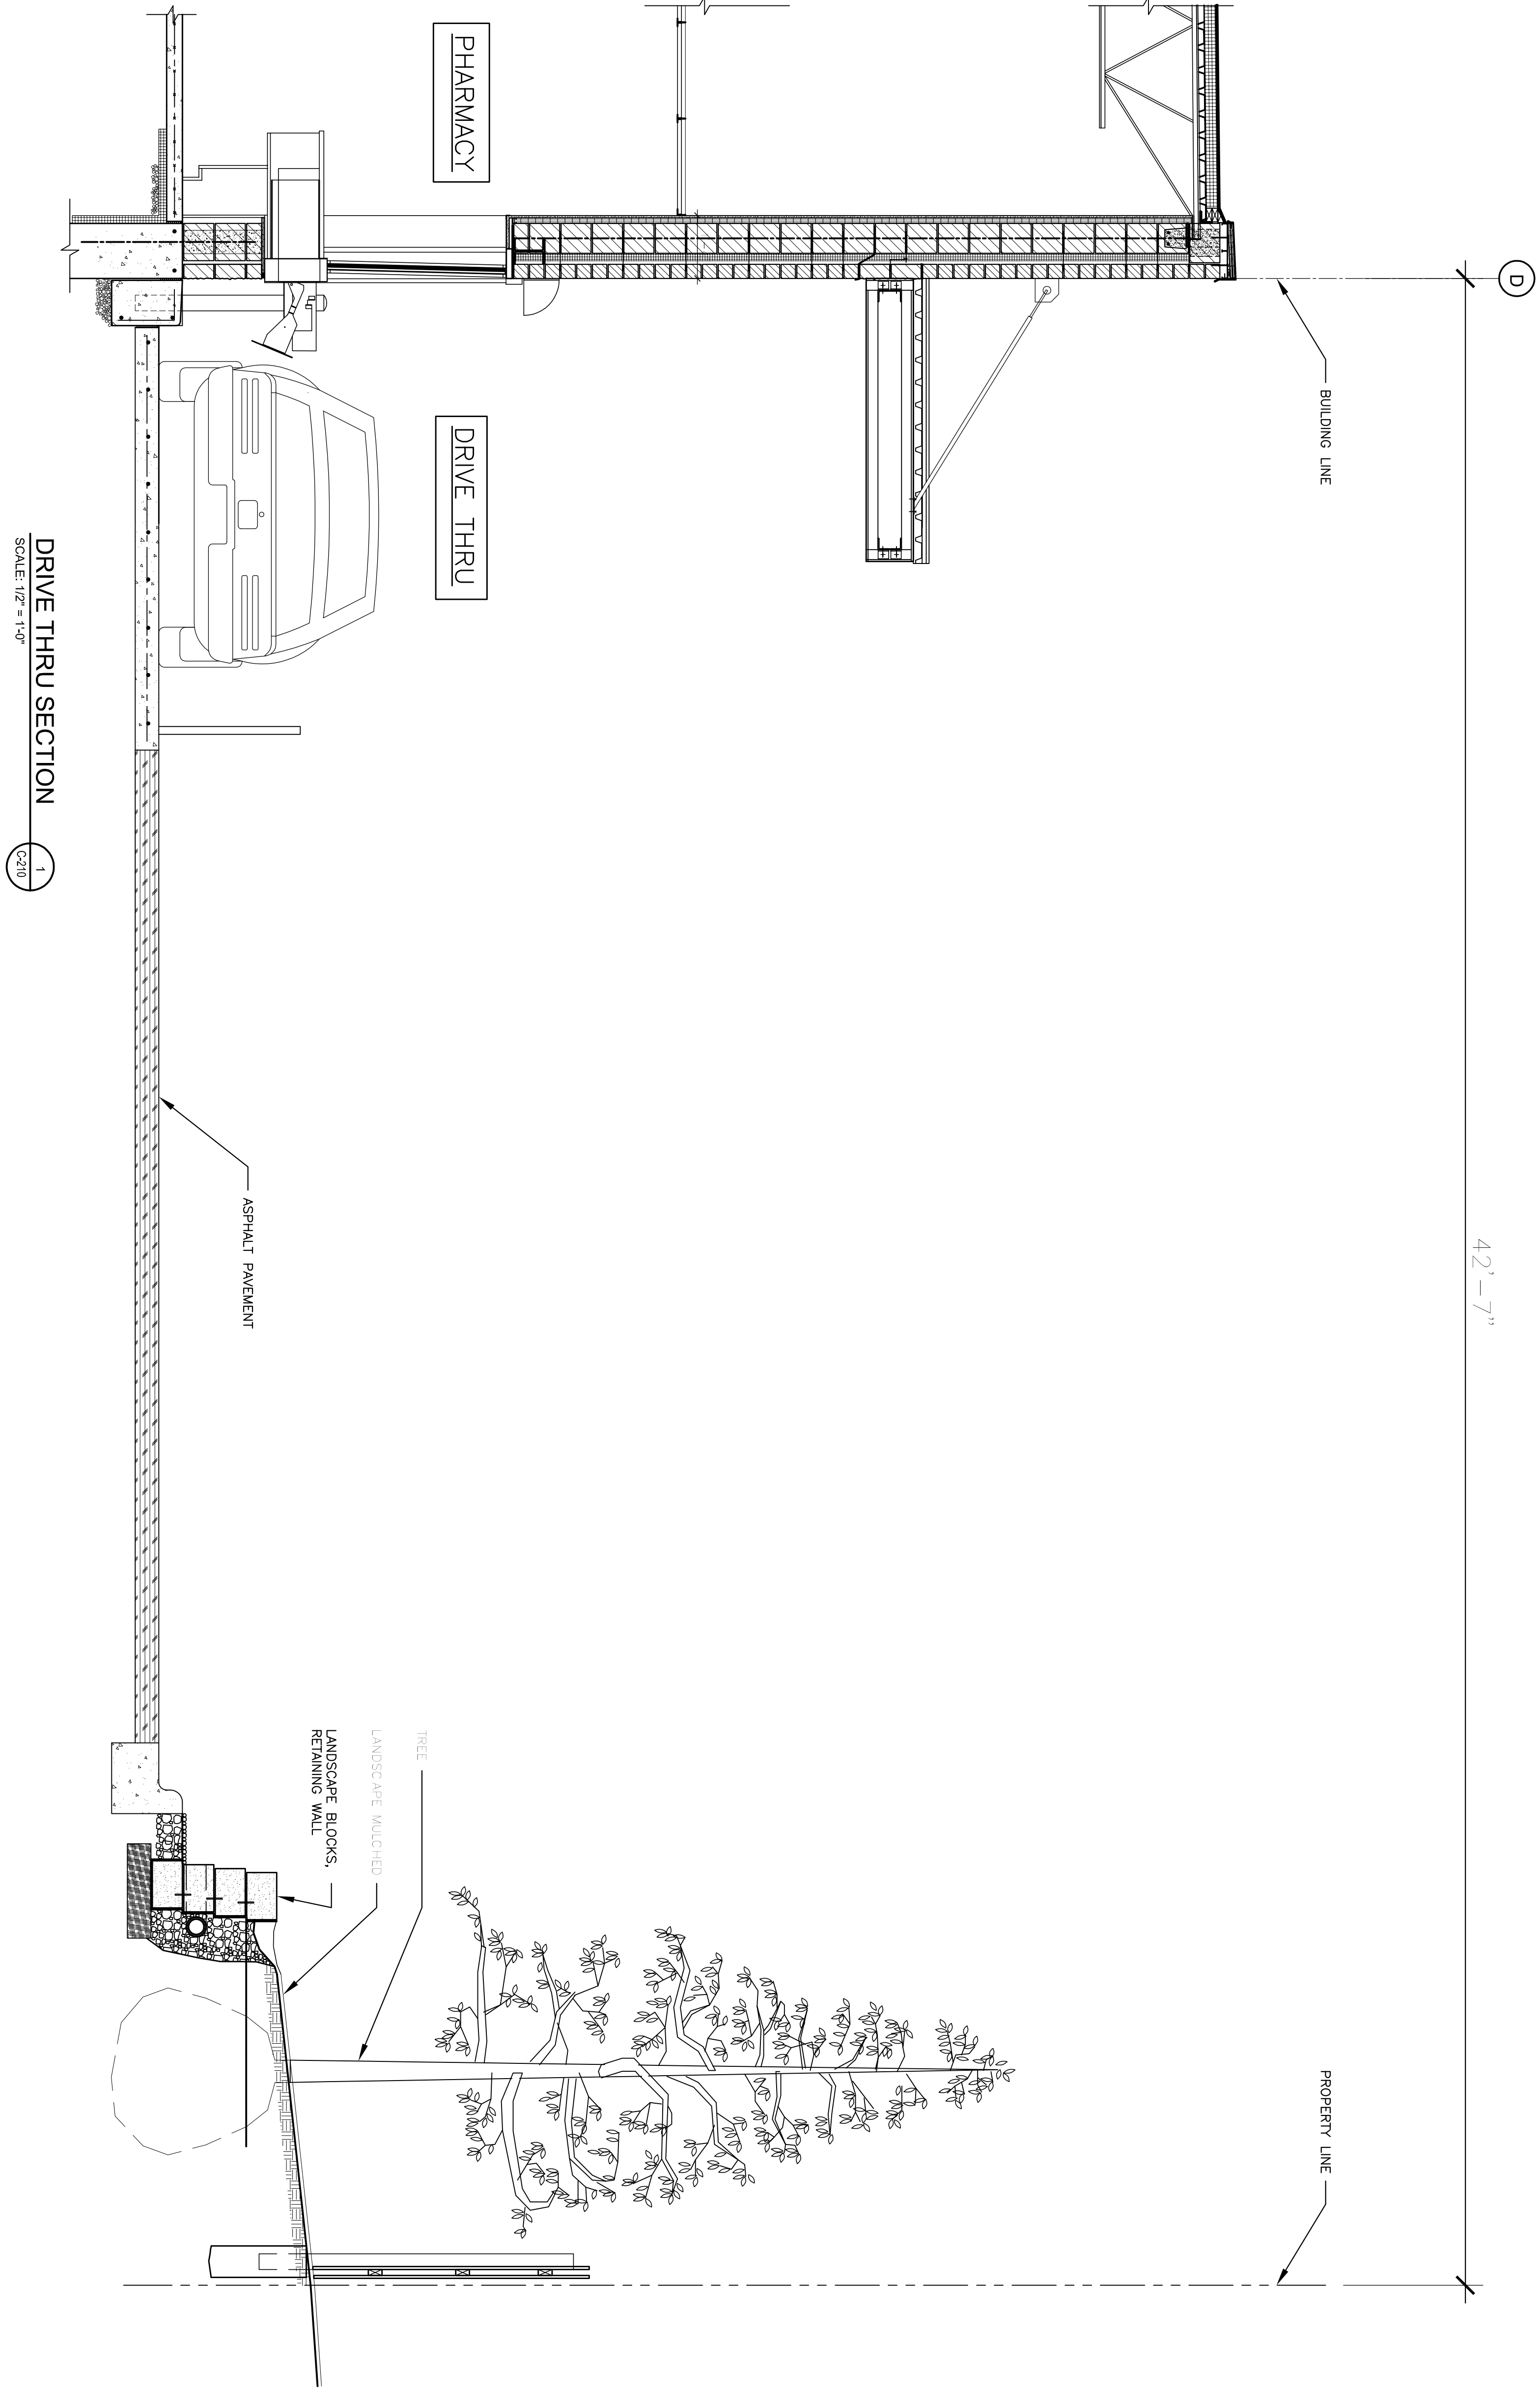 D
42'-7"
BUILDING LINE
PROPERTY LINE
PHARMACY
DRIVE THRU
TREE
LANDSCAPE MULCHED
LANDSCAPE BLOCKS,
RETAINING WALL
ASPHALT PAVEMENT
DRIVE THRU SECTION
SCALE: 1/2" = 1'-0"
1
C-210